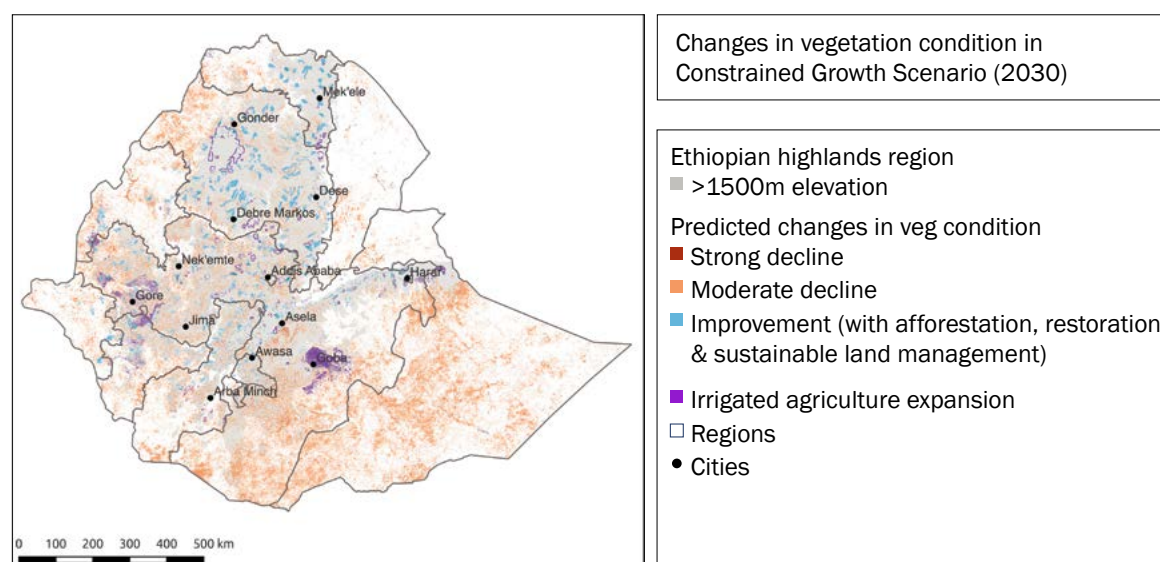 Changes in vegetation condition in
Constrained Growth Scenario (2030)
Mek'ele
Gonder
Dese
Debre Markos
Nek'emte
Addis Ababa
Harar
Gore
Jima
Asela
Awasa
Goba
Arba Minch
0 100 200 300 400 500 km
Ethiopian highlands region
>1500m elevation
Predicted changes in veg condition
Strong decline
Moderate decline
Improvement (with afforestation, restoration
& sustainable land management)
Irrigated agriculture expansion
Regions
Cities